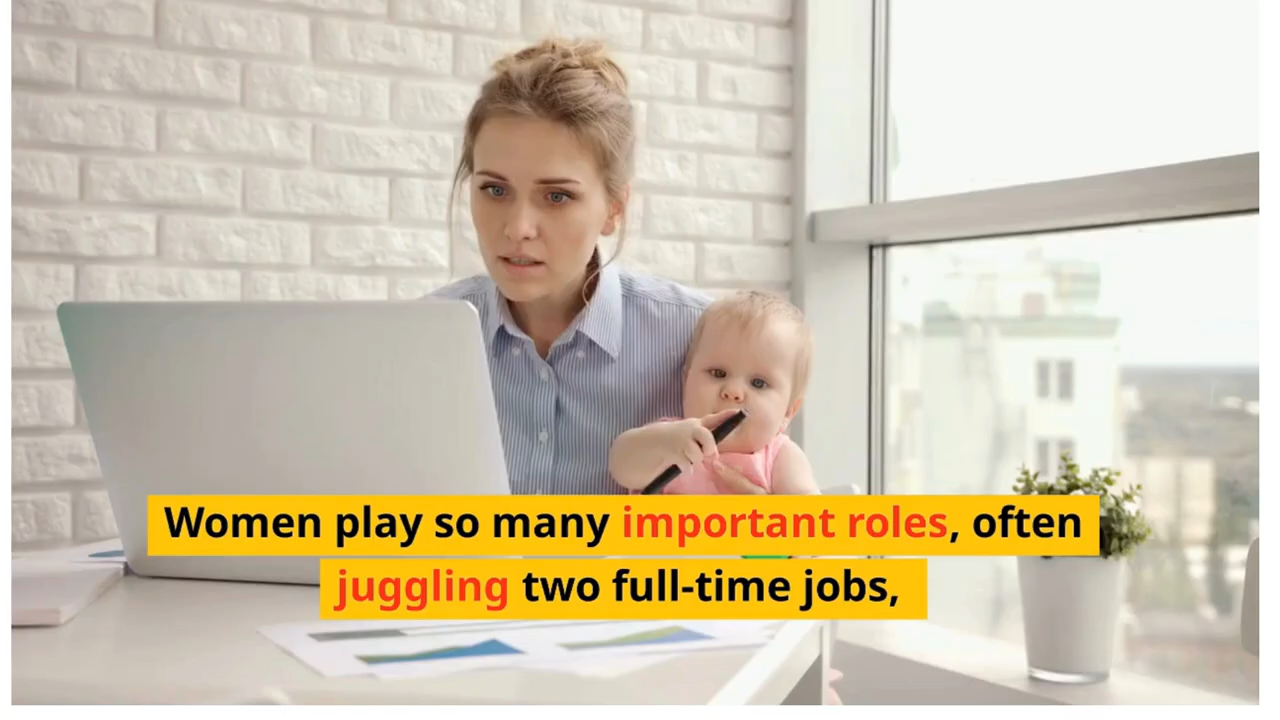 Women play so many important roles, often
juggling two full-time jobs,